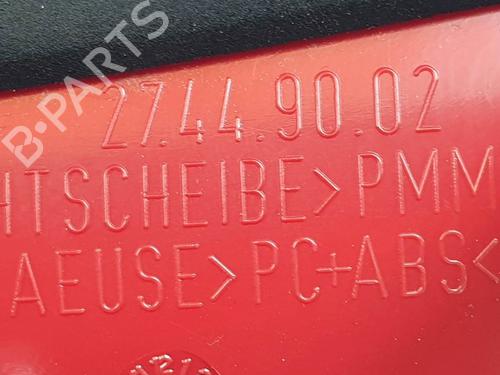 B-PARTS
27.44.90.02
HTSCHEIBE>PMM
AEUSE>PC+ABS<